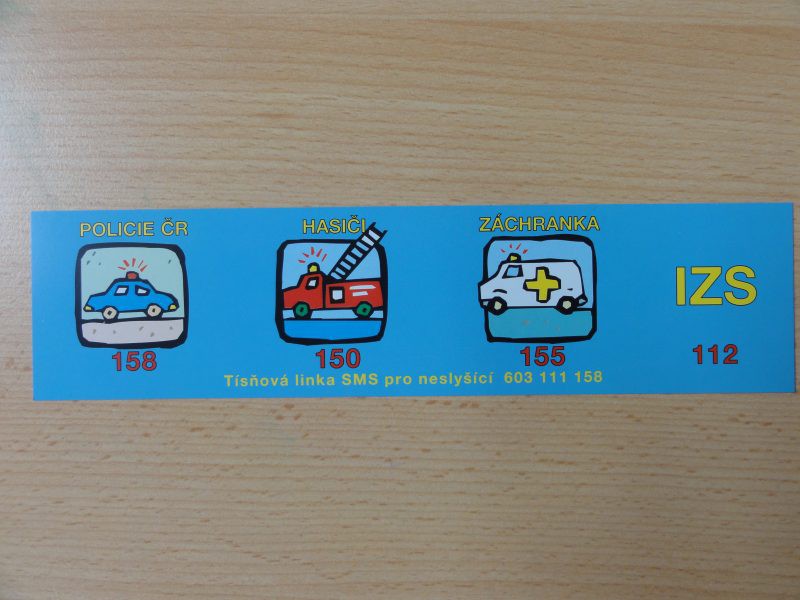 POLICIE ČR
158
HASIČI
150
ZÁCHRANKA
155
IZS
112
Tísňová linka SMS pro neslyšící 603 111 158